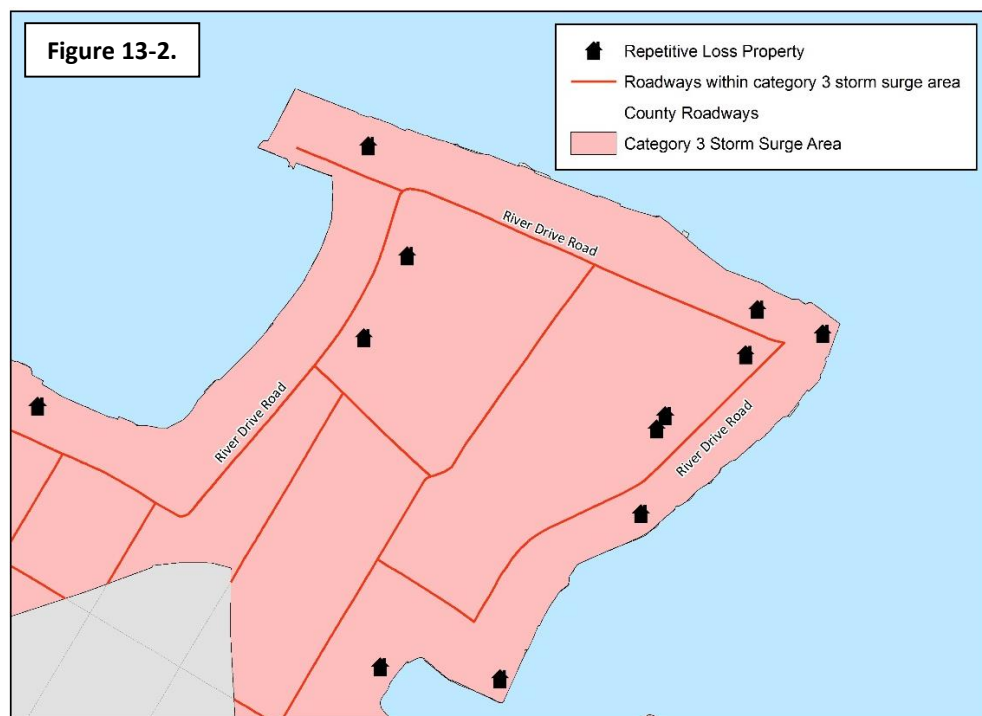 Figure 13-2.
Repetitive Loss Property
Roadways within category 3 storm surge area
County Roadways
Category 3 Storm Surge Area
River Drive Road
River Drive Road
River Drive Road